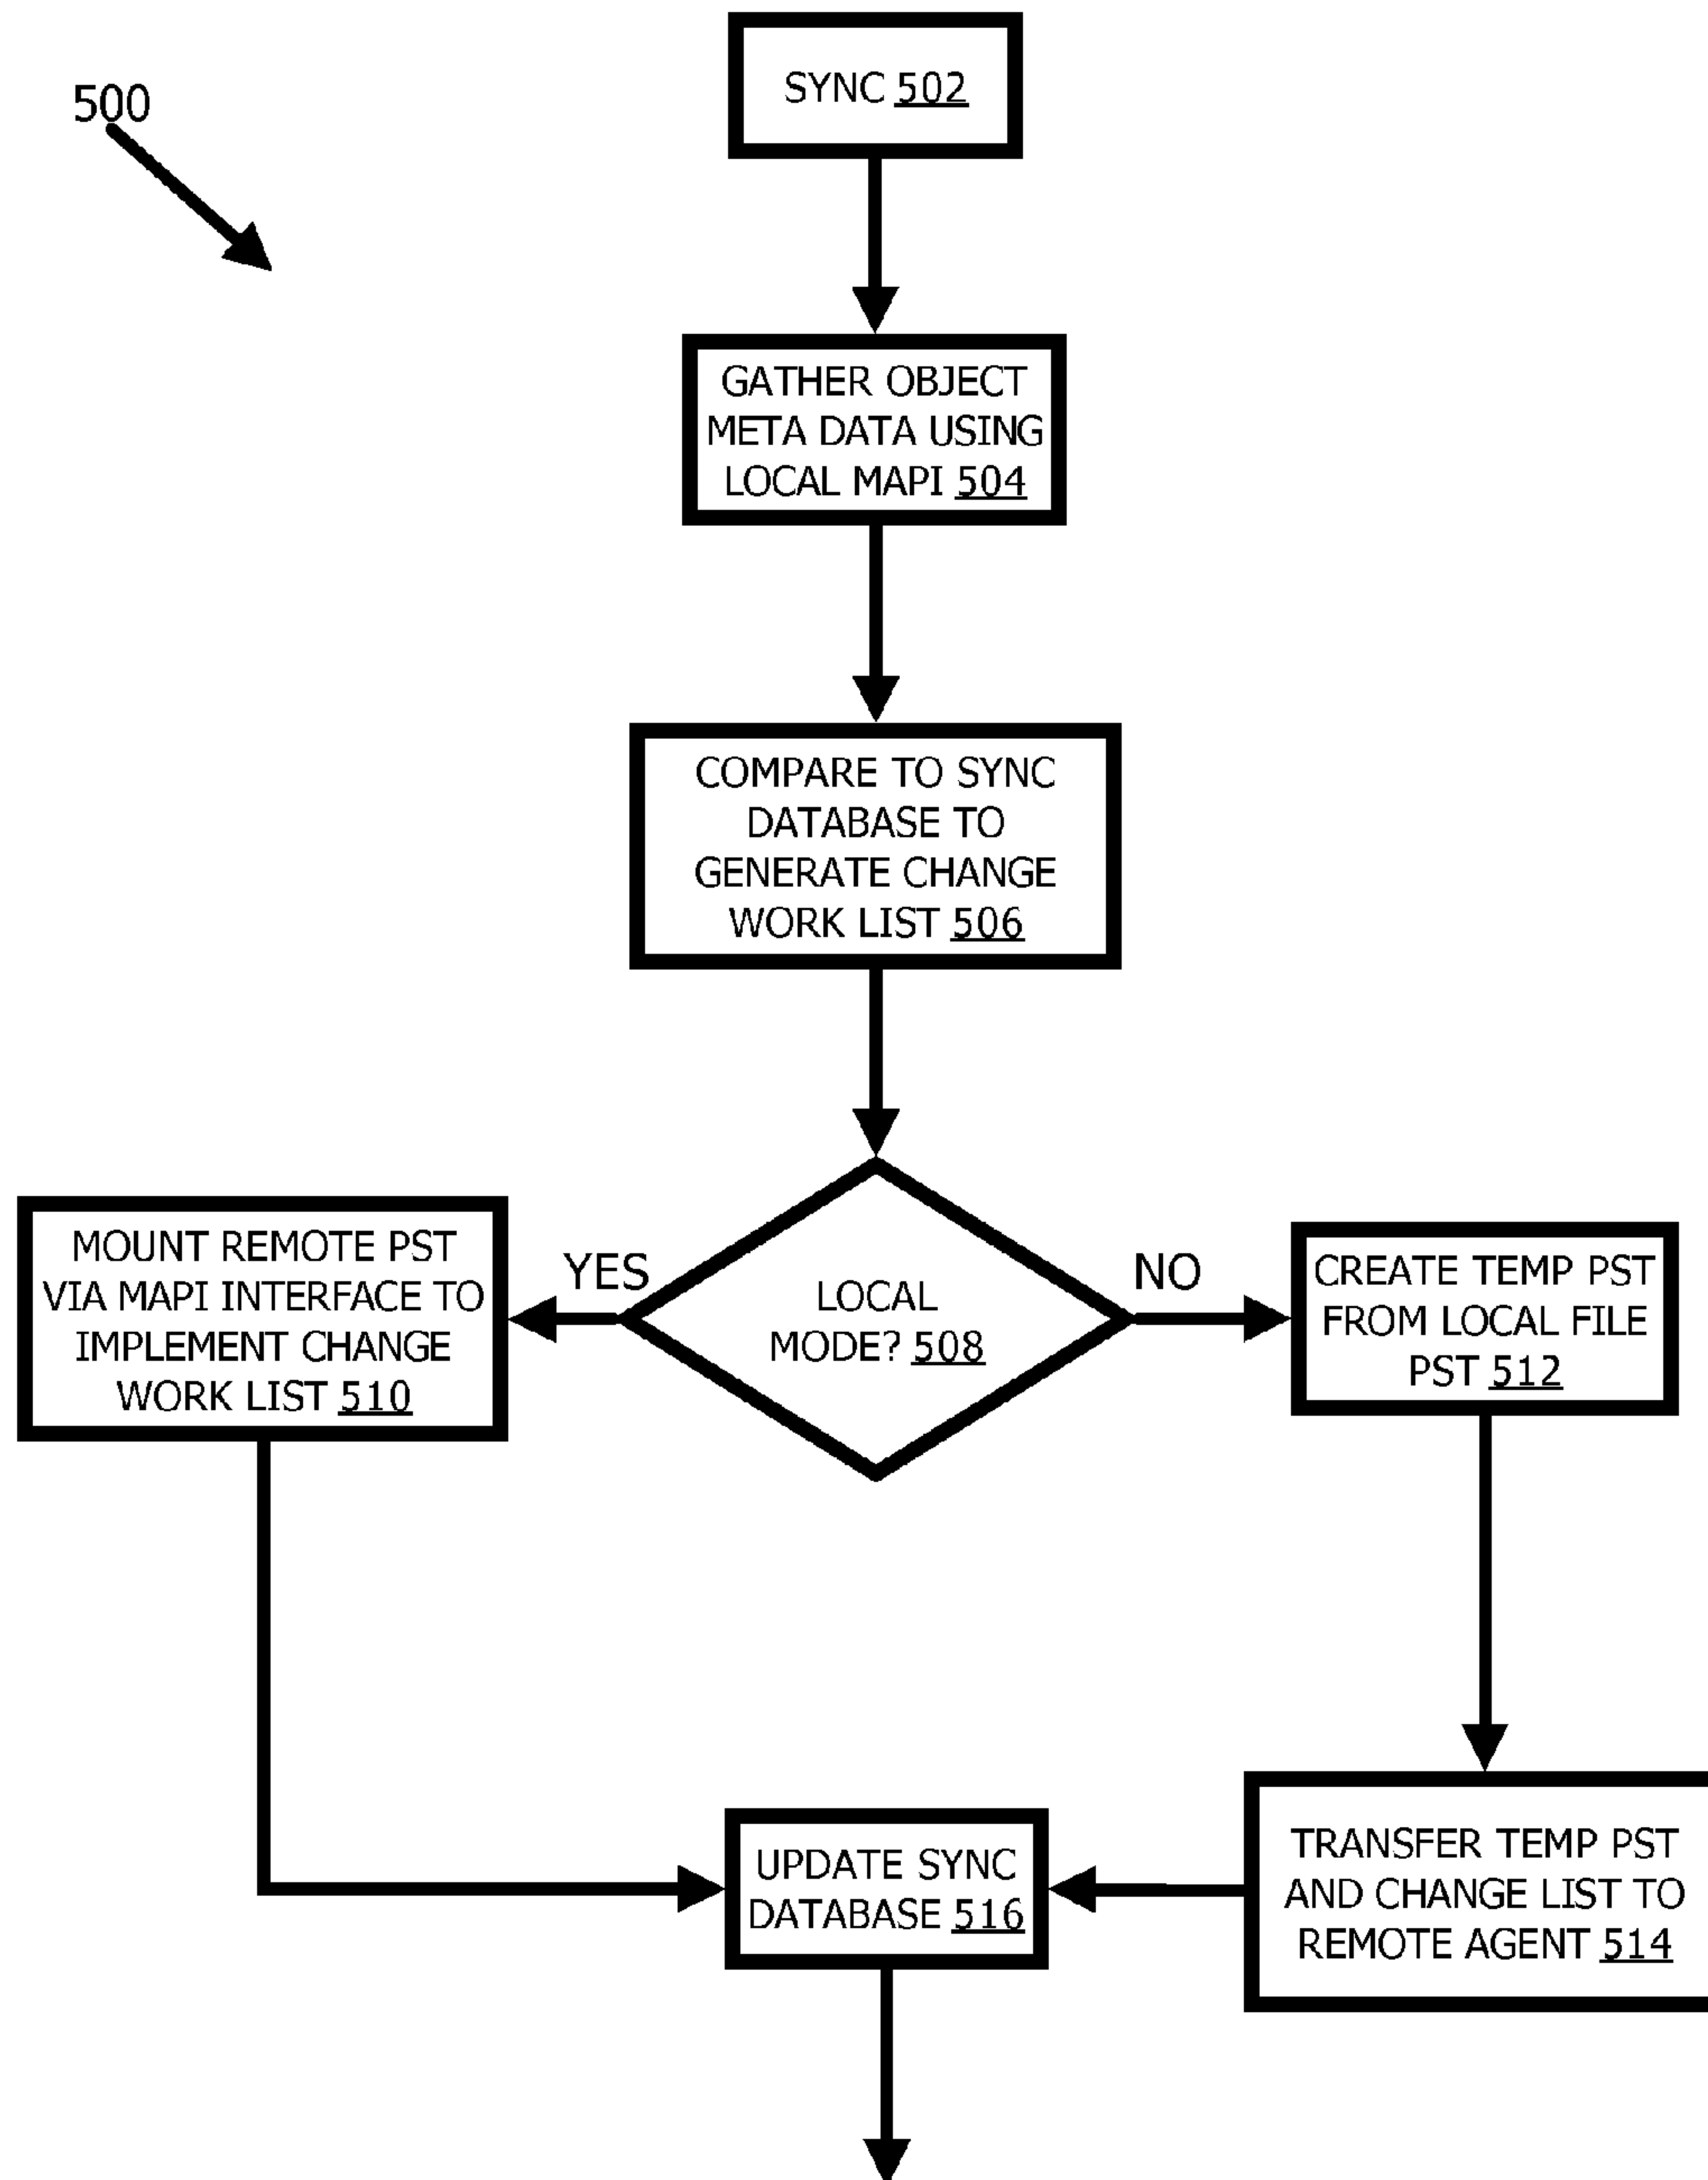 500
SYNC 502
GATHER OBJECT
META DATA USING
LOCAL MAPI 504
COMPARE TO SYNC
DATABASE TO
GENERATE CHANGE
WORK LIST 506
MOUNT REMOTE PST
VIA MAPI INTERFACE TO
IMPLEMENT CHANGE
WORK LIST 510
YES
LOCAL
MODE? 508
NO
CREATE TEMP PST
FROM LOCAL FILE
PST 512
UPDATE SYNC
DATABASE 516
TRANSFER TEMP PST
AND CHANGE LIST TO
REMOTE AGENT 514